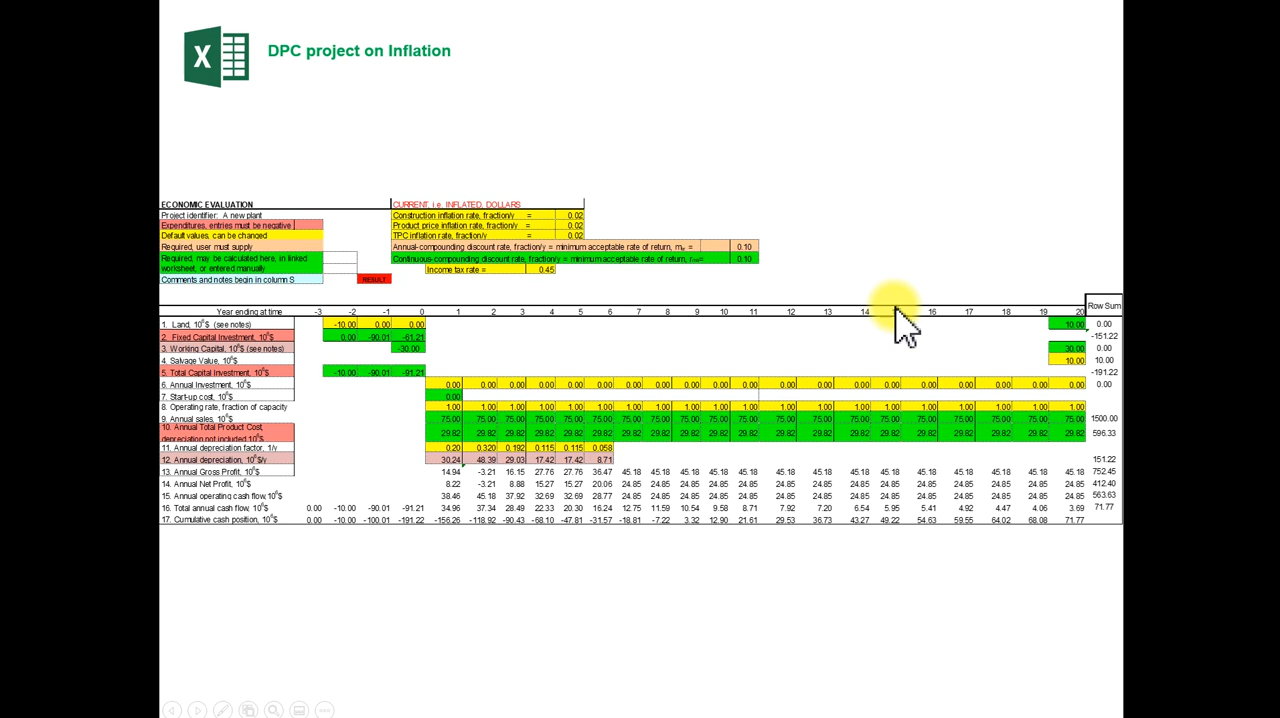 X
DPC project on Inflation
ECONOMIC EVALUATION CURRENT, i.e. INFLATED, DOLLARS
Project identifier: A new plant Construction inflation rate, fraction/y = 0.02
Expenditures, entries must be negative Product price inflation rate, fraction/y = 0.02
Default values, can be changed TPC inflation rate, fraction/y = 0.02
Required, user must supply Annual-compounding discount rate, fraction/y = minimum acceptable rate of return, = 0.10
Required, may be calculated here, in linked Continuous-compounding discount rate, fraction/y = minimum acceptable rate of return, = 0.10
worksheet, or entered manually Income tax rate = 0.45
Comments and notes begin in column S RESULT
Row Sum
Year ending at time -3 -2 -1 0 1 2 3 4 5 6 7 8 9 10 11 12 13 14 16 17 18 19 20
1. Land, 10^6$ (see notes) -10.00 0.00 0.00 10.00 0.00
2. Fixed Capital Investment, 10^6$ 0.00 -90.01 -61.21 -151.22
3. Working Capital, 10^6$ (see notes) -30.00 30.00 0.00
4. Salvage Value, 10^6$ 10.00 10.00
5. Total Capital Investment, 10^6$ -10.00 -90.01 -91.21 -191.22
6. Annual Investment, 10^6$ 0.00 0.00 0.00 0.00 0.00 0.00 0.00 0.00 0.00 0.00 0.00 0.00 0.00 0.00 0.00 0.00 0.00 0.00 0.00 0.00 0.00
7. Start-up cost, 10^6$ 0.00
8. Operating rate, fraction of capacity 1.00 1.00 1.00 1.00 1.00 1.00 1.00 1.00 1.00 1.00 1.00 1.00 1.00 1.00 1.00 1.00 1.00 1.00 1.00 1.00
9. Annual sales, 10^6$ 75.00 75.00 75.00 75.00 75.00 75.00 75.00 75.00 75.00 75.00 75.00 75.00 75.00 75.00 75.00 75.00 75.00 75.00 75.00 75.00 1500.00
10. Annual Total Product Cost,
depreciation not included 10^6$ 29.82 29.82 29.82 29.82 29.82 29.82 29.82 29.82 29.82 29.82 29.82 29.82 29.82 29.82 29.82 29.82 29.82 29.82 29.82 29.82 596.33
11. Annual depreciation factor, 1/y 0.20 0.320 0.192 0.115 0.115 0.058
12. Annual depreciation, 10^6$/y 30.24 48.39 29.03 17.42 17.42 8.71 151.22
13. Annual Gross Profit, 10^6$ 14.94 -3.21 16.15 27.76 27.76 36.47 45.18 45.18 45.18 45.18 45.18 45.18 45.18 45.18 45.18 45.18 45.18 45.18 45.18 45.18 752.45
14. Annual Net Profit, 10^6$ 8.22 -3.21 8.88 15.27 15.27 20.06 24.85 24.85 24.85 24.85 24.85 24.85 24.85 24.85 24.85 24.85 24.85 24.85 24.85 24.85 412.40
15. Annual operating cash flow, 10^6$ 38.46 45.18 37.92 32.69 32.69 28.77 24.85 24.85 24.85 24.85 24.85 24.85 24.85 24.85 24.85 24.85 24.85 24.85 24.85 24.85 563.63
16. Total annual cash flow, 10^6$ 0.00 -10.00 -90.01 -91.21 34.96 37.34 28.49 22.33 20.30 16.24 12.75 11.59 10.54 9.58 8.71 7.92 7.20 6.54 5.95 5.41 4.92 4.47 4.06 3.69 71.77
17. Cumulative cash position, 10^6$ 0.00 -10.00 -100.01 -191.22 -156.26 -118.92 -90.43 -68.10 -47.81 -31.57 -18.81 -7.22 3.32 12.90 21.61 29.53 36.73 43.27 49.22 54.63 59.55 64.02 68.08 71.77